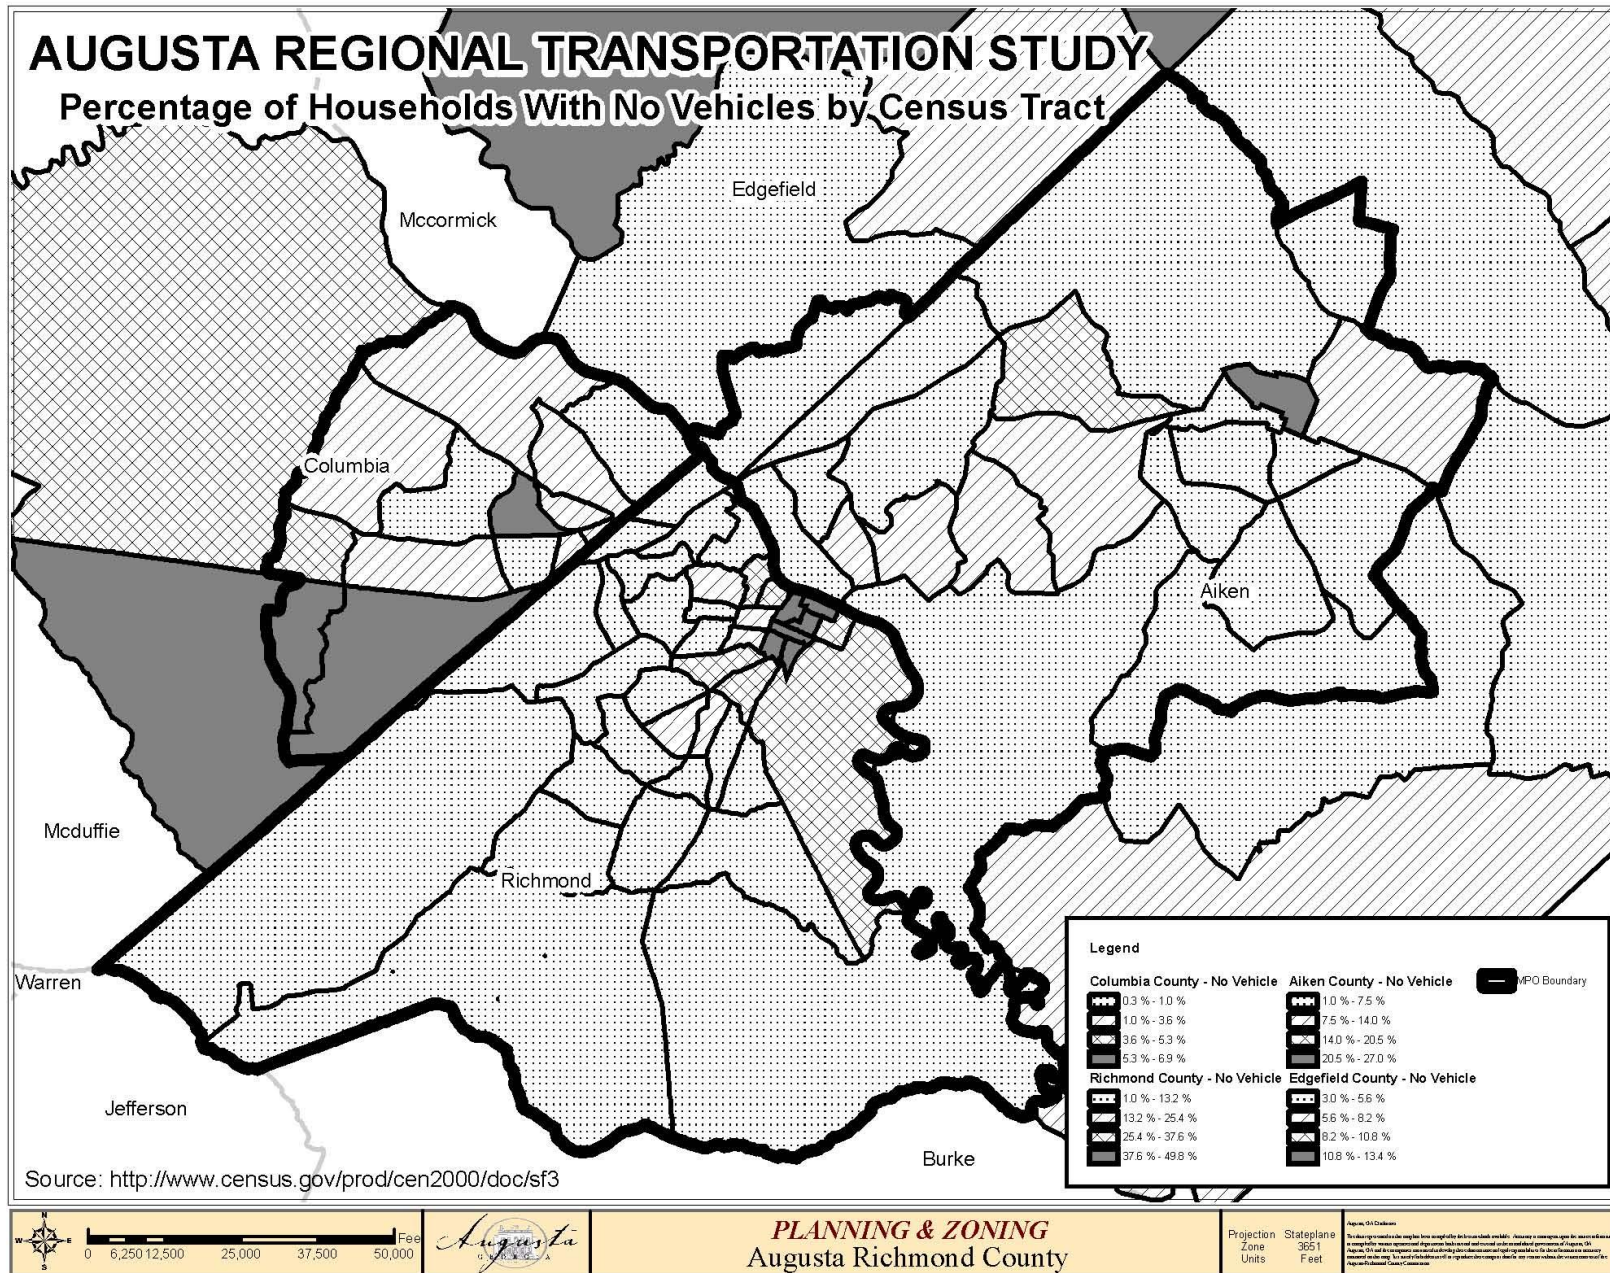 AUGUSTA REGIONAL TRANSPORTATION STUDY
Percentage of Households With No Vehicles by Census Tract
Edgefield
Mccormick
Columbia
Aiken
Mcduffie
Richmond
Warren
Jefferson
Burke
Legend
Columbia County - No Vehicle
0.3 % - 1.0 %
1.0 % - 3.6 %
3.6 % - 5.3 %
5.3 % - 6.9 %
Richmond County - No Vehicle
1.0 % - 13.2 %
13.2 % - 25.4 %
25.4 % - 37.6 %
37.6 % - 49.8 %
Aiken County - No Vehicle
1.0 % - 7.5 %
7.5 % - 14.0 %
14.0 % - 20.5 %
20.5 % - 27.0 %
Edgefield County - No Vehicle
3.0 % - 5.6 %
5.6 % - 8.2 %
8.2 % - 10.8 %
10.8 % - 13.4 %
MPO Boundary
Source: http://www.census.gov/prod/cen2000/doc/sf3
N
W E
S
Fee
0 6,250 12,500 25,000 37,500 50,000
Augusta
GEORGIA
PLANNING & ZONING
Augusta Richmond County
Projection Stateplane
Zone 3651
Units Feet